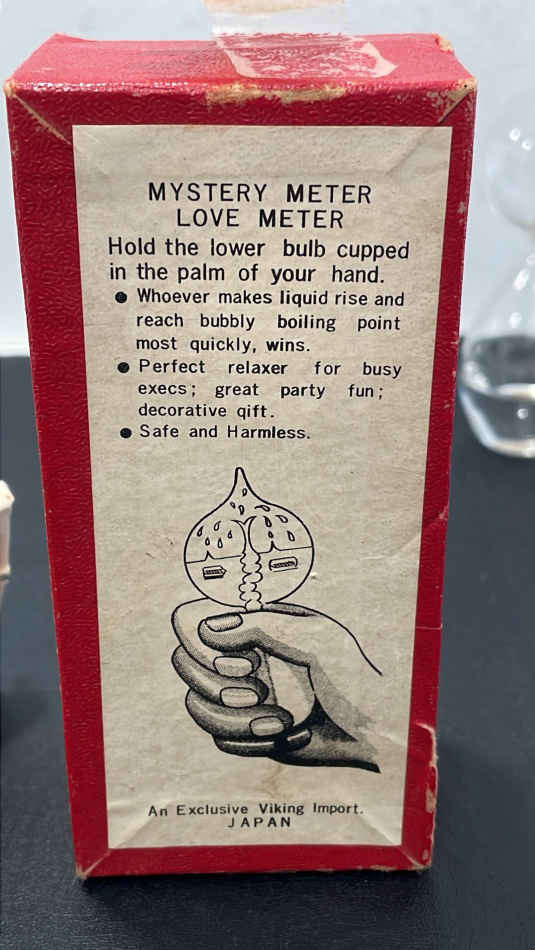 MYSTERY METER
LOVE METER
Hold the lower bulb cupped
in the palm of your hand.
● Whoever makes liquid rise and
reach bubbly boiling point
most quickly, wins.
● Perfect relaxer for busy
execs; great party fun;
decorative qift.
● Safe and Harmless.
An Exclusive Viking Import.
JAPAN